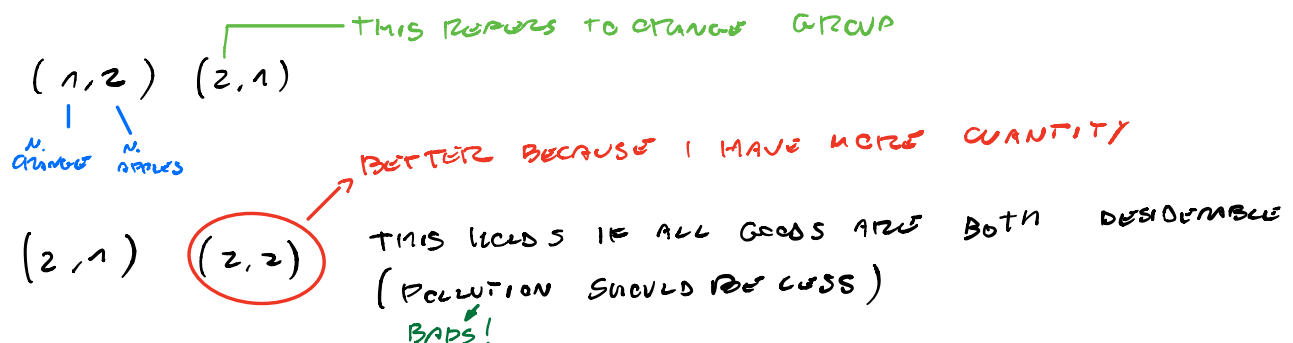 THIS REFERS TO ORANGE GROUP
(1,2) (2,1)
N. ORANGE N. APPLES
BETTER BECAUSE I HAVE MORE QUANTITY
(2,1) (2,2) THIS HOLDS IF ALL GOODS ARE BOTH DESIDERABLE
(POLLUTION SHOULD BE LESS)
BADS!